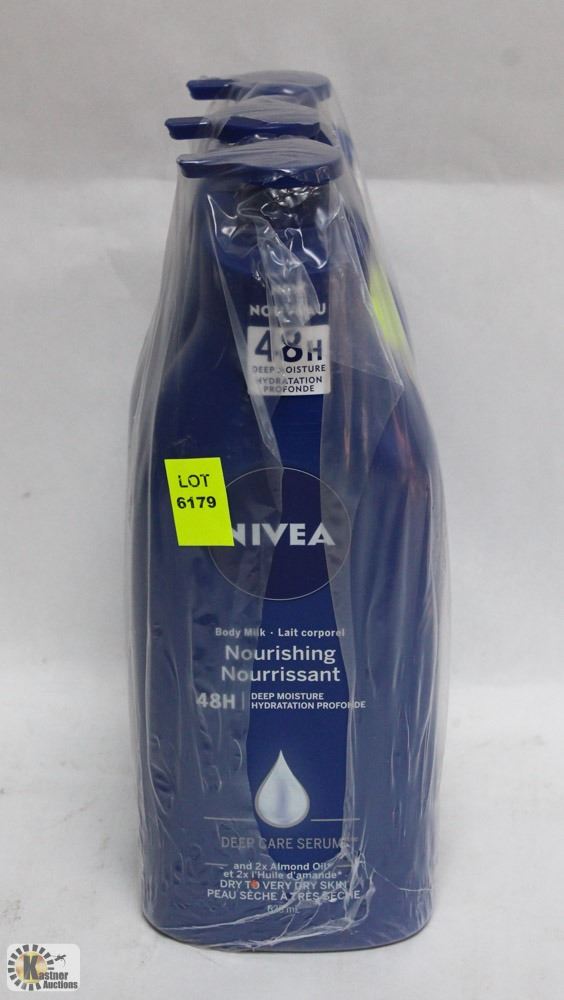 NOUVEAU
48H
DEEP MOISTURE
HYDRATATION
PROFONDE
LOT
6179
NIVEA
Body Milk · Lait corporel
Nourishing
Nourrissant
48H | DEEP MOISTURE
HYDRATATION PROFONDE
DEEP CARE SERUM
and 2x Almond Oil*
et 2x l'Huile d'amande*
DRY TO VERY DRY SKIN
PEAU SÈCHE À TRÈS SÈCHE
625 mL
Kastner
Auctions